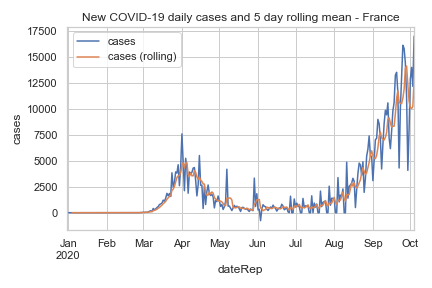 New COVID-19 daily cases and 5 day rolling mean - France
cases
cases (rolling)
17500
15000
12500
10000
7500
5000
2500
0
cases
Jan Feb Mar Apr May Jun Jul Aug Sep Oct
2020
dateRep